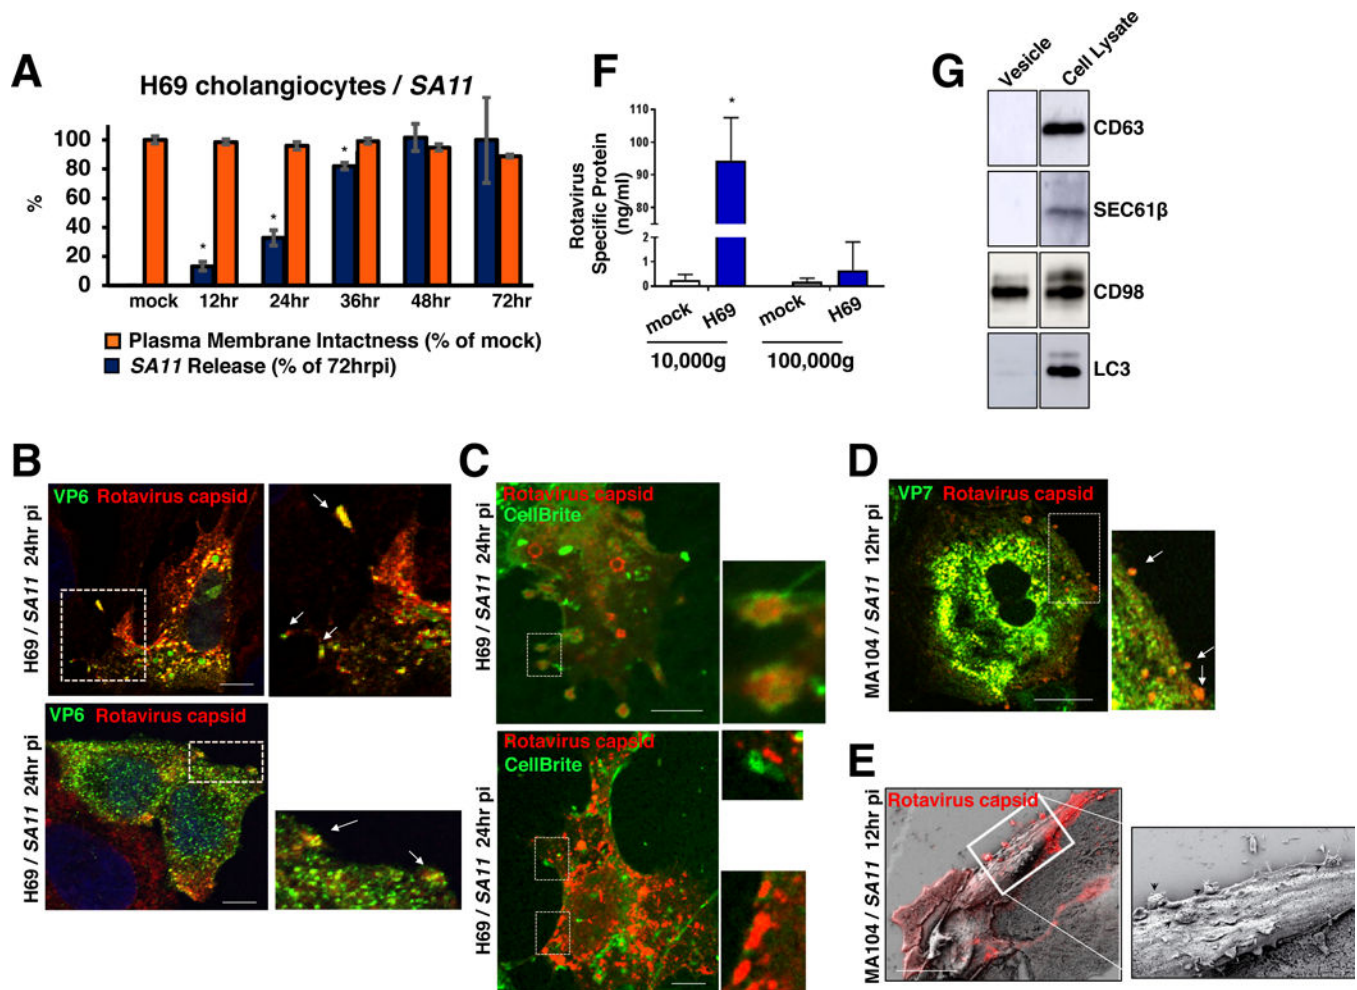 A
H69 cholangiocytes / SA11
%
100
80
60
40
20
0
*
*
*
mock 12hr 24hr 36hr 48hr 72hr
Plasma Membrane Intactness (% of mock)
SA11 Release (% of 72hrpi)
F
Rotavirus
Specific Protein
(ng/ml)
110
100
90
80
2
1
0
*
mock H69 mock H69
10,000g 100,000g
G
Vesicle Cell Lysate
CD63
SEC61β
CD98
LC3
B
H69 / SA11 24hr pi
VP6 Rotavirus capsid
H69 / SA11 24hr pi
VP6 Rotavirus capsid
C
H69 / SA11 24hr pi
Rotavirus capsid
CellBrite
H69 / SA11 24hr pi
Rotavirus capsid
CellBrite
D
MA104 / SA11 12hr pi
VP7 Rotavirus capsid
E
MA104 / SA11 12hr pi
Rotavirus capsid